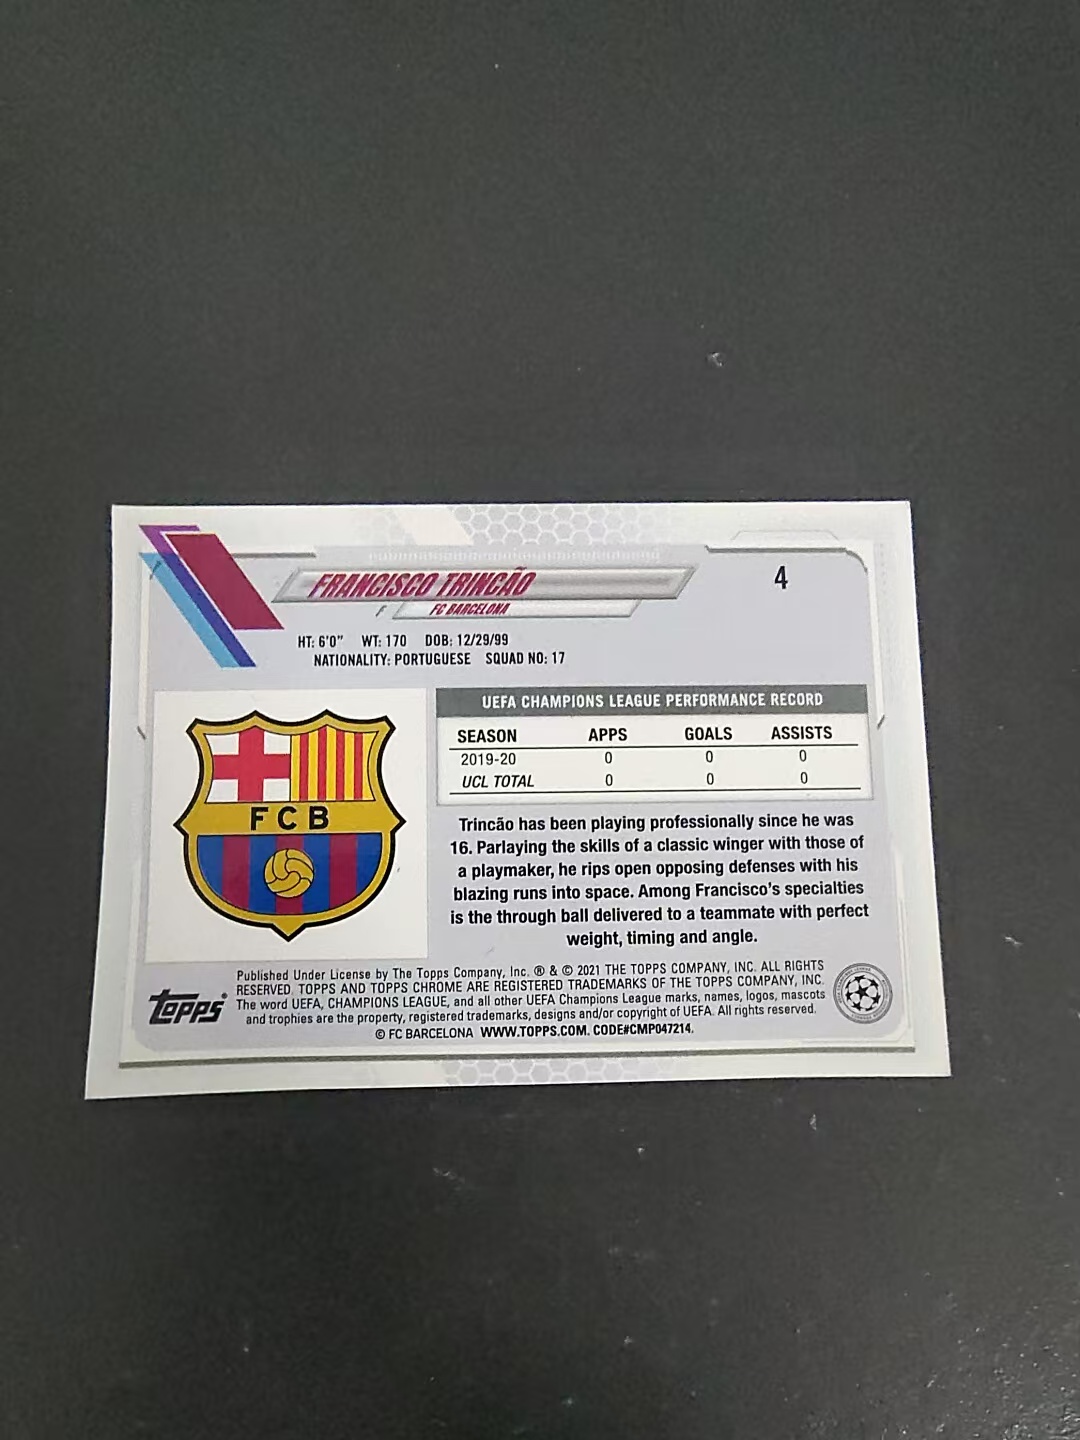 FRANCISCO TRINCÃO
4
F
FC BARCELONA
HT: 6'0" WT: 170 DOB: 12/29/99
NATIONALITY: PORTUGUESE SQUAD NO: 17
UEFA CHAMPIONS LEAGUE PERFORMANCE RECORD
SEASON APPS GOALS ASSISTS
2019-20 0 0 0
UCL TOTAL 0 0 0
FCB
Trincão has been playing professionally since he was
16. Parlaying the skills of a classic winger with those of
a playmaker, he rips open opposing defenses with his
blazing runs into space. Among Francisco's specialties
is the through ball delivered to a teammate with perfect
weight, timing and angle.
Topps®
Published Under License by The Topps Company, Inc. ® & © 2021 THE TOPPS COMPANY, INC. ALL RIGHTS
RESERVED. TOPPS AND TOPPS CHROME ARE REGISTERED TRADEMARKS OF THE TOPPS COMPANY, INC.
The word UEFA, CHAMPIONS LEAGUE, and all other UEFA Champions League marks, names, logos, mascots
and trophies are the property, registered trademarks, designs and/or copyright of UEFA. All rights reserved.
© FC BARCELONA WWW.TOPPS.COM. CODE#CMP047214.